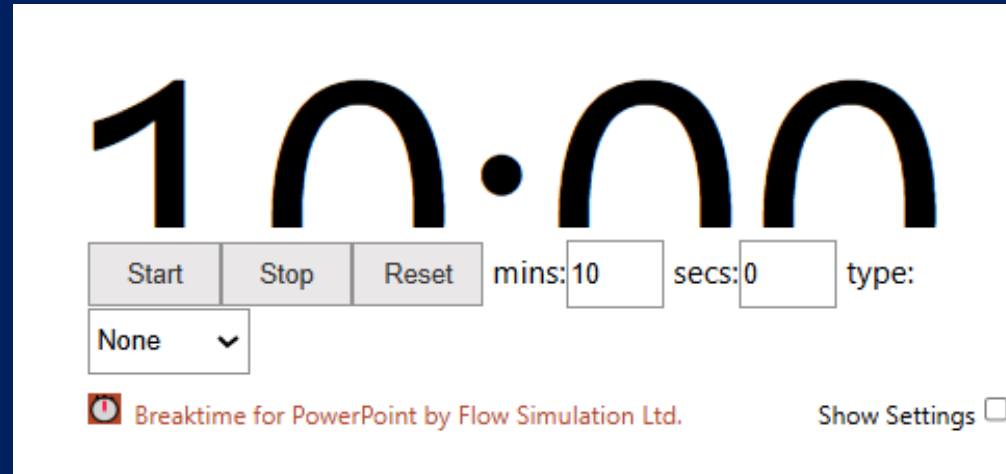 10:00
Start Stop Reset mins: 10 secs: 0 type:
None
Breaktime for PowerPoint by Flow Simulation Ltd. Show Settings